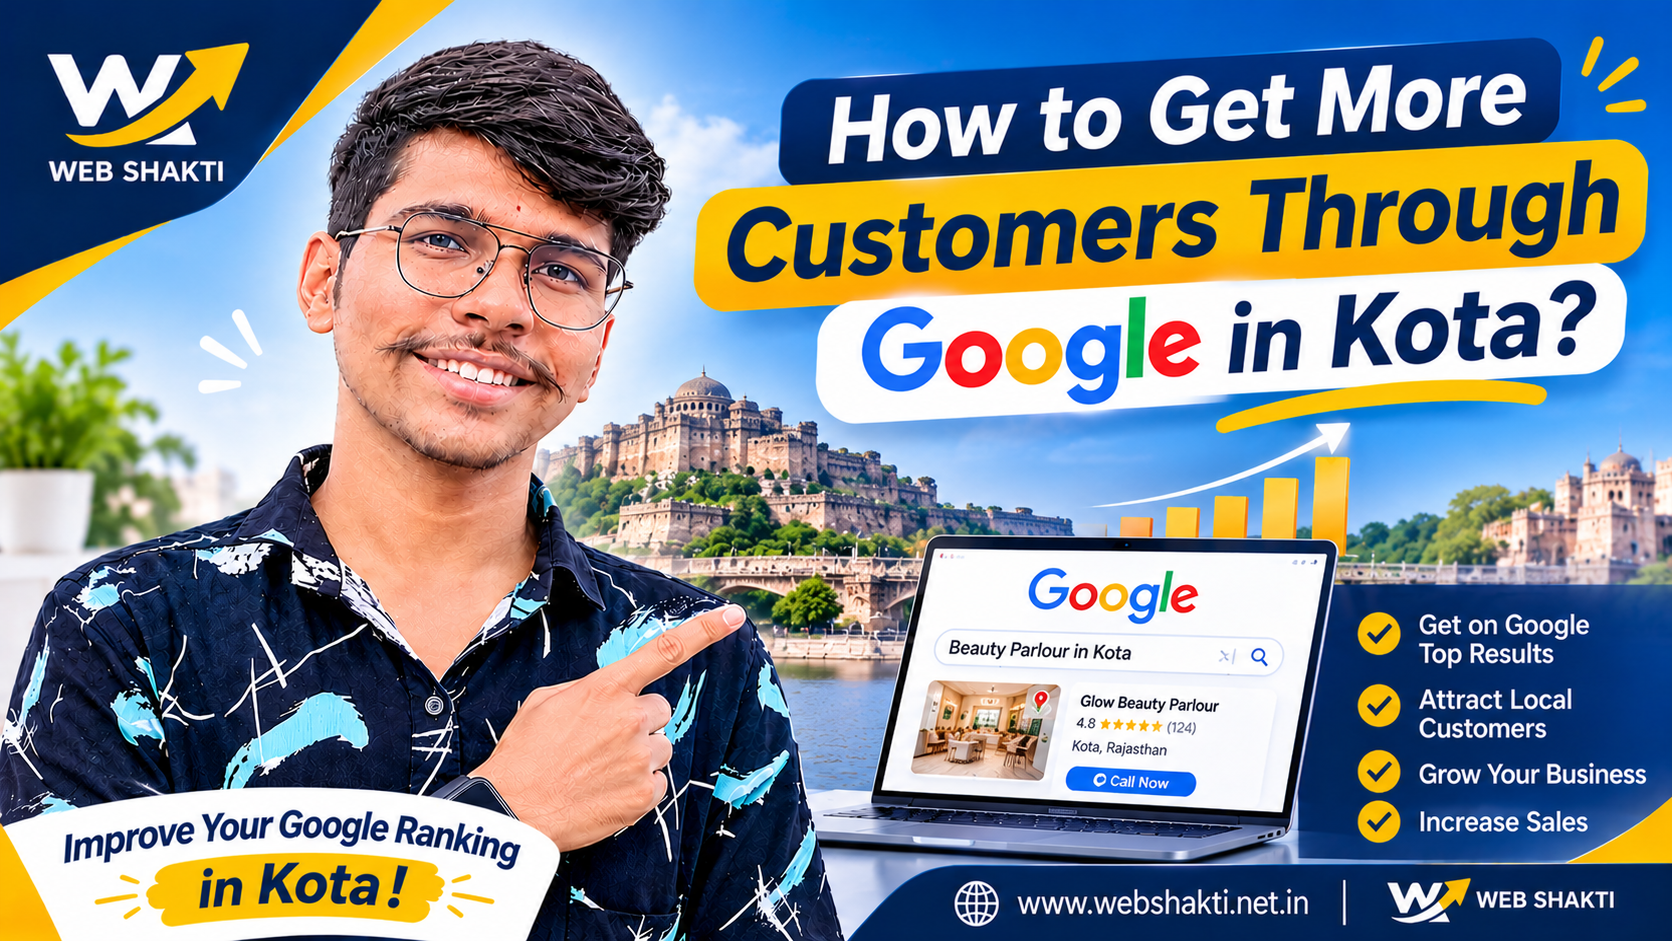 WEB SHAKTI
How to Get More
Customers Through
Google in Kota?
Google
Beauty Parlour in Kota
Glow Beauty Parlour
4.8 ★★★★★ (124)
Kota, Rajasthan
Call Now
Get on Google
Top Results
Attract Local
Customers
Grow Your Business
Increase Sales
Improve Your Google Ranking
in Kota!
www.webshakti.net.in
WEB SHAKTI